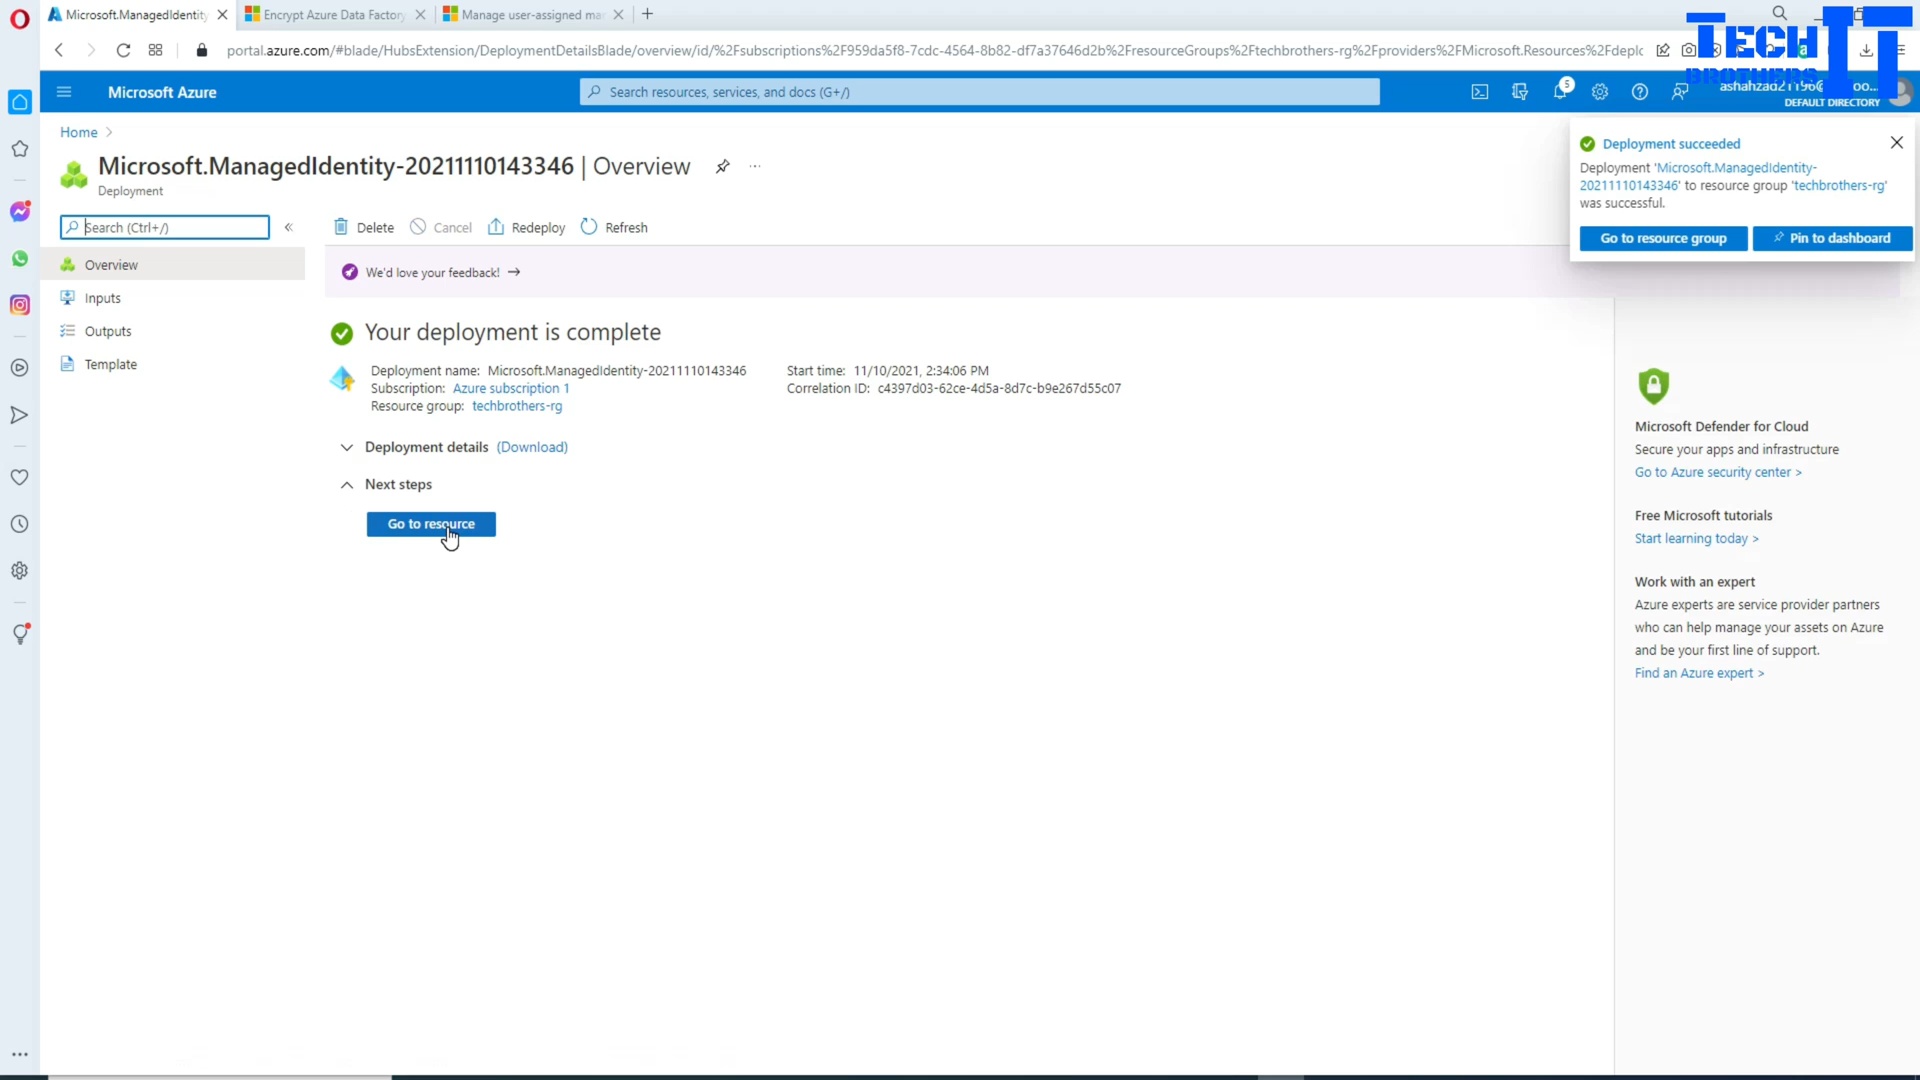 Microsoft.ManagedIdentity
Encrypt Azure Data Factory
Manage user-assigned ma
portal.azure.com/#blade/HubsExtension/DeploymentDetailsBlade/overview/id/%2Fsubscriptions%2F959da5f8-7cdc-4564-8b82-df7a37646d2b%2FresourceGroups%2Ftechbrothers-rg%2Fproviders%2FMicrosoft.Resources%2Fdeplo
TECH IT
BROTHERS
Microsoft Azure
Search resources, services, and docs (G+/)
5
ashahzad21196@
DEFAULT DIRECTORY
Home
Microsoft.ManagedIdentity-20211110143346 | Overview
Deployment
Deployment succeeded
Deployment 'Microsoft.ManagedIdentity-
20211110143346' to resource group 'techbrothers-rg'
was successful.
Go to resource group
Pin to dashboard
Search (Ctrl+/)
Delete
Cancel
Redeploy
Refresh
Overview
Inputs
Outputs
Template
We'd love your feedback! →
Your deployment is complete
Deployment name: Microsoft.ManagedIdentity-20211110143346
Subscription: Azure subscription 1
Resource group: techbrothers-rg
Start time: 11/10/2021, 2:34:06 PM
Correlation ID: c4397d03-62ce-4d5a-8d7c-b9e267d55c07
Deployment details (Download)
Next steps
Go to resource
Microsoft Defender for Cloud
Secure your apps and infrastructure
Go to Azure security center >
Free Microsoft tutorials
Start learning today >
Work with an expert
Azure experts are service provider partners
who can help manage your assets on Azure
and be your first line of support.
Find an Azure expert >